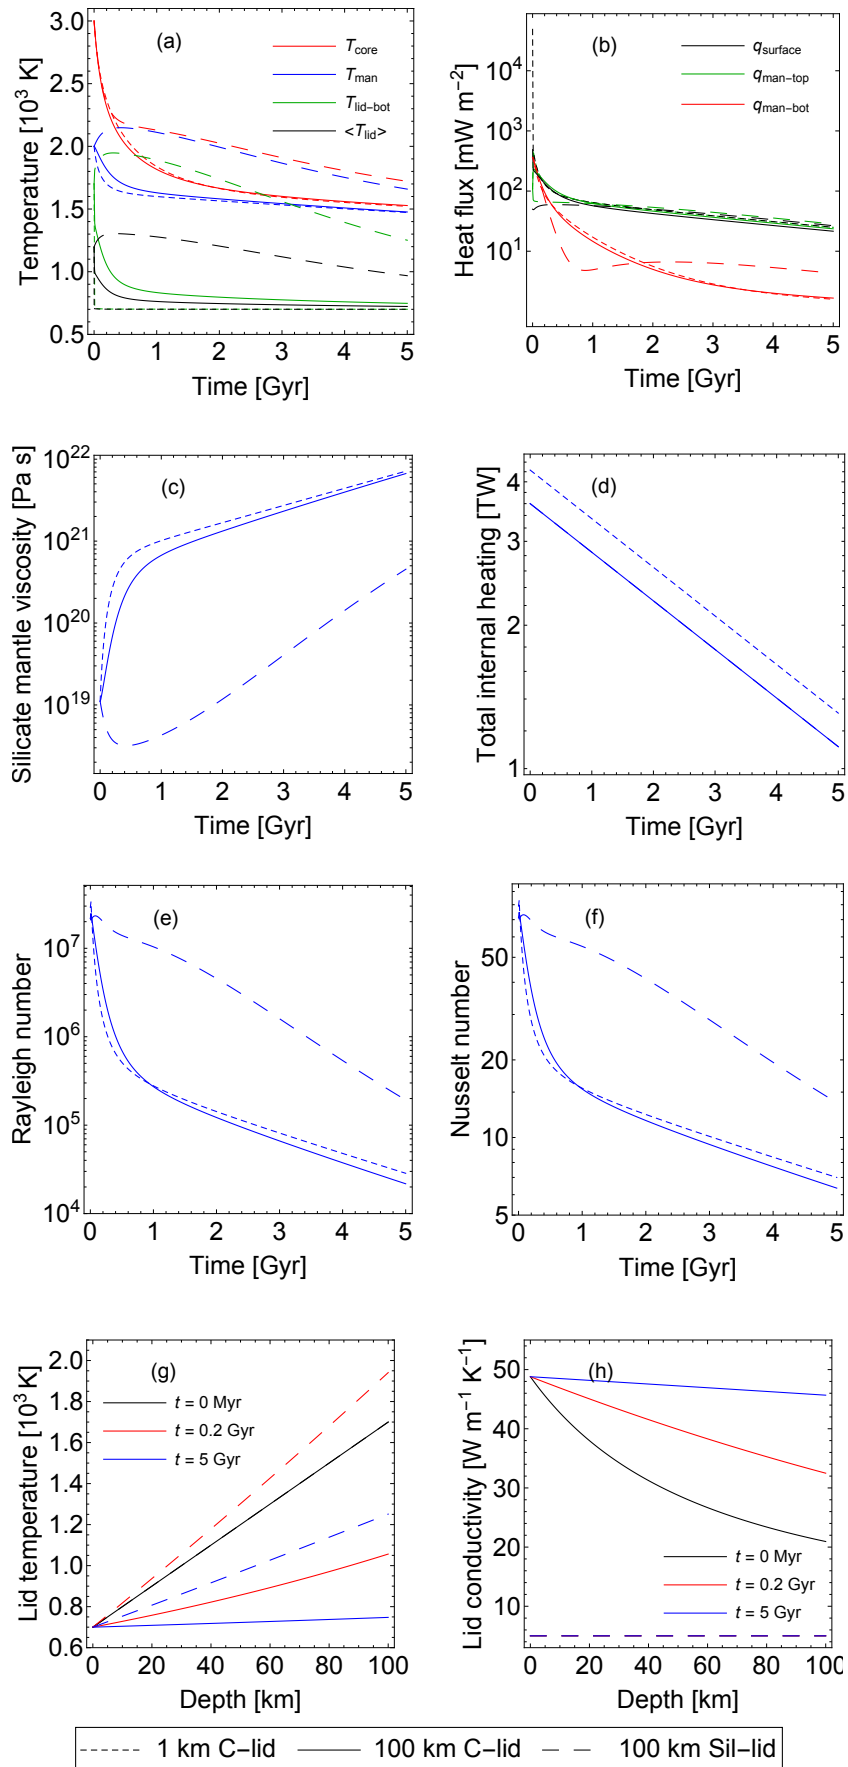 (a)
T_core
T_man
T_lid−bot
<T_lid>
3.0
2.5
2.0
1.5
1.0
0.5
Temperature [10³ K]
0 1 2 3 4 5
Time [Gyr]
(b)
q_surface
q_man−top
q_man−bot
10⁴
10³
10²
10¹
Heat flux [mW m⁻²]
0 1 2 3 4 5
Time [Gyr]
(c)
10²²
10²¹
10²⁰
10¹⁹
Silicate mantle viscosity [Pa s]
0 1 2 3 4 5
Time [Gyr]
(d)
4
3
2
1
Total internal heating [TW]
0 1 2 3 4 5
Time [Gyr]
(e)
10⁷
10⁶
10⁵
10⁴
Rayleigh number
0 1 2 3 4 5
Time [Gyr]
(f)
50
20
10
5
Nusselt number
0 1 2 3 4 5
Time [Gyr]
(g)
t = 0 Myr
t = 0.2 Gyr
t = 5 Gyr
2.0
1.8
1.6
1.4
1.2
1.0
0.8
0.6
Lid temperature [10³ K]
0 20 40 60 80 100
Depth [km]
(h)
50
40
30
20
10
Lid conductivity [W m⁻¹ K⁻¹]
t = 0 Myr
t = 0.2 Gyr
t = 5 Gyr
0 20 40 60 80 100
Depth [km]
1 km C−lid 100 km C−lid 100 km Sil−lid